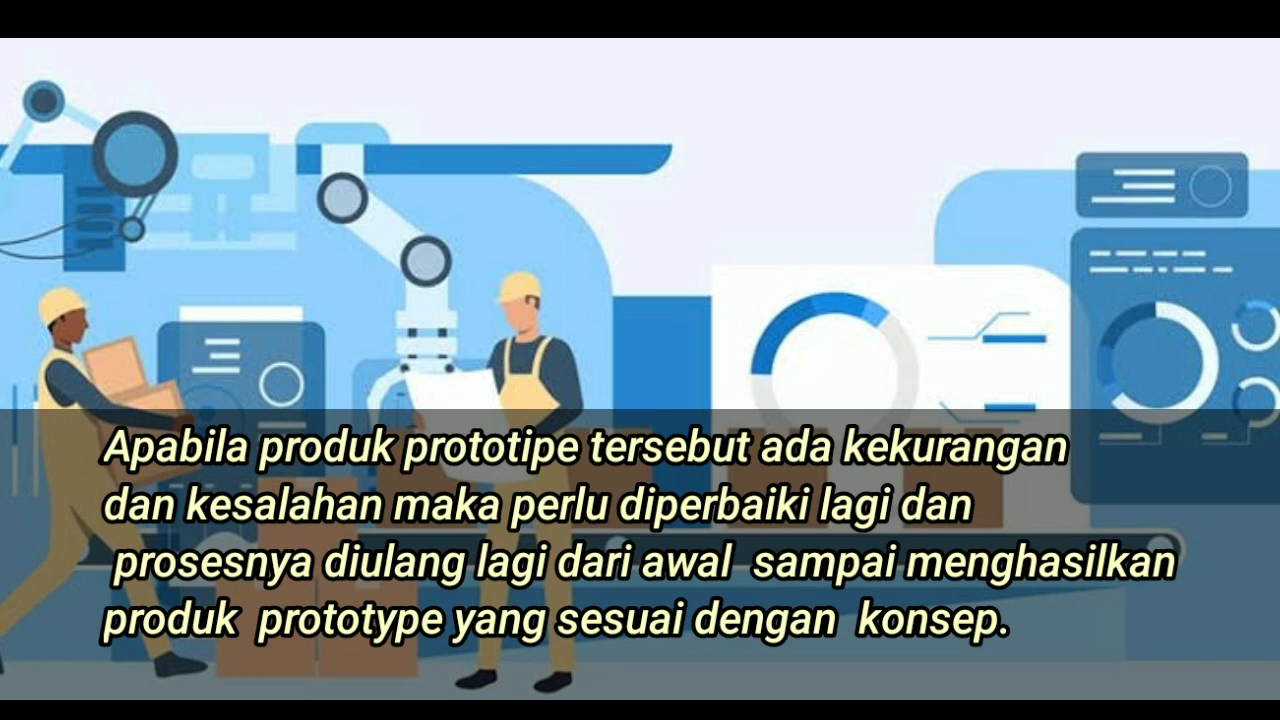 Apabila produk prototipe tersebut ada kekurangan
dan kesalahan maka perlu diperbaiki lagi dan
prosesnya diulang lagi dari awal sampai menghasilkan
produk prototype yang sesuai dengan konsep.